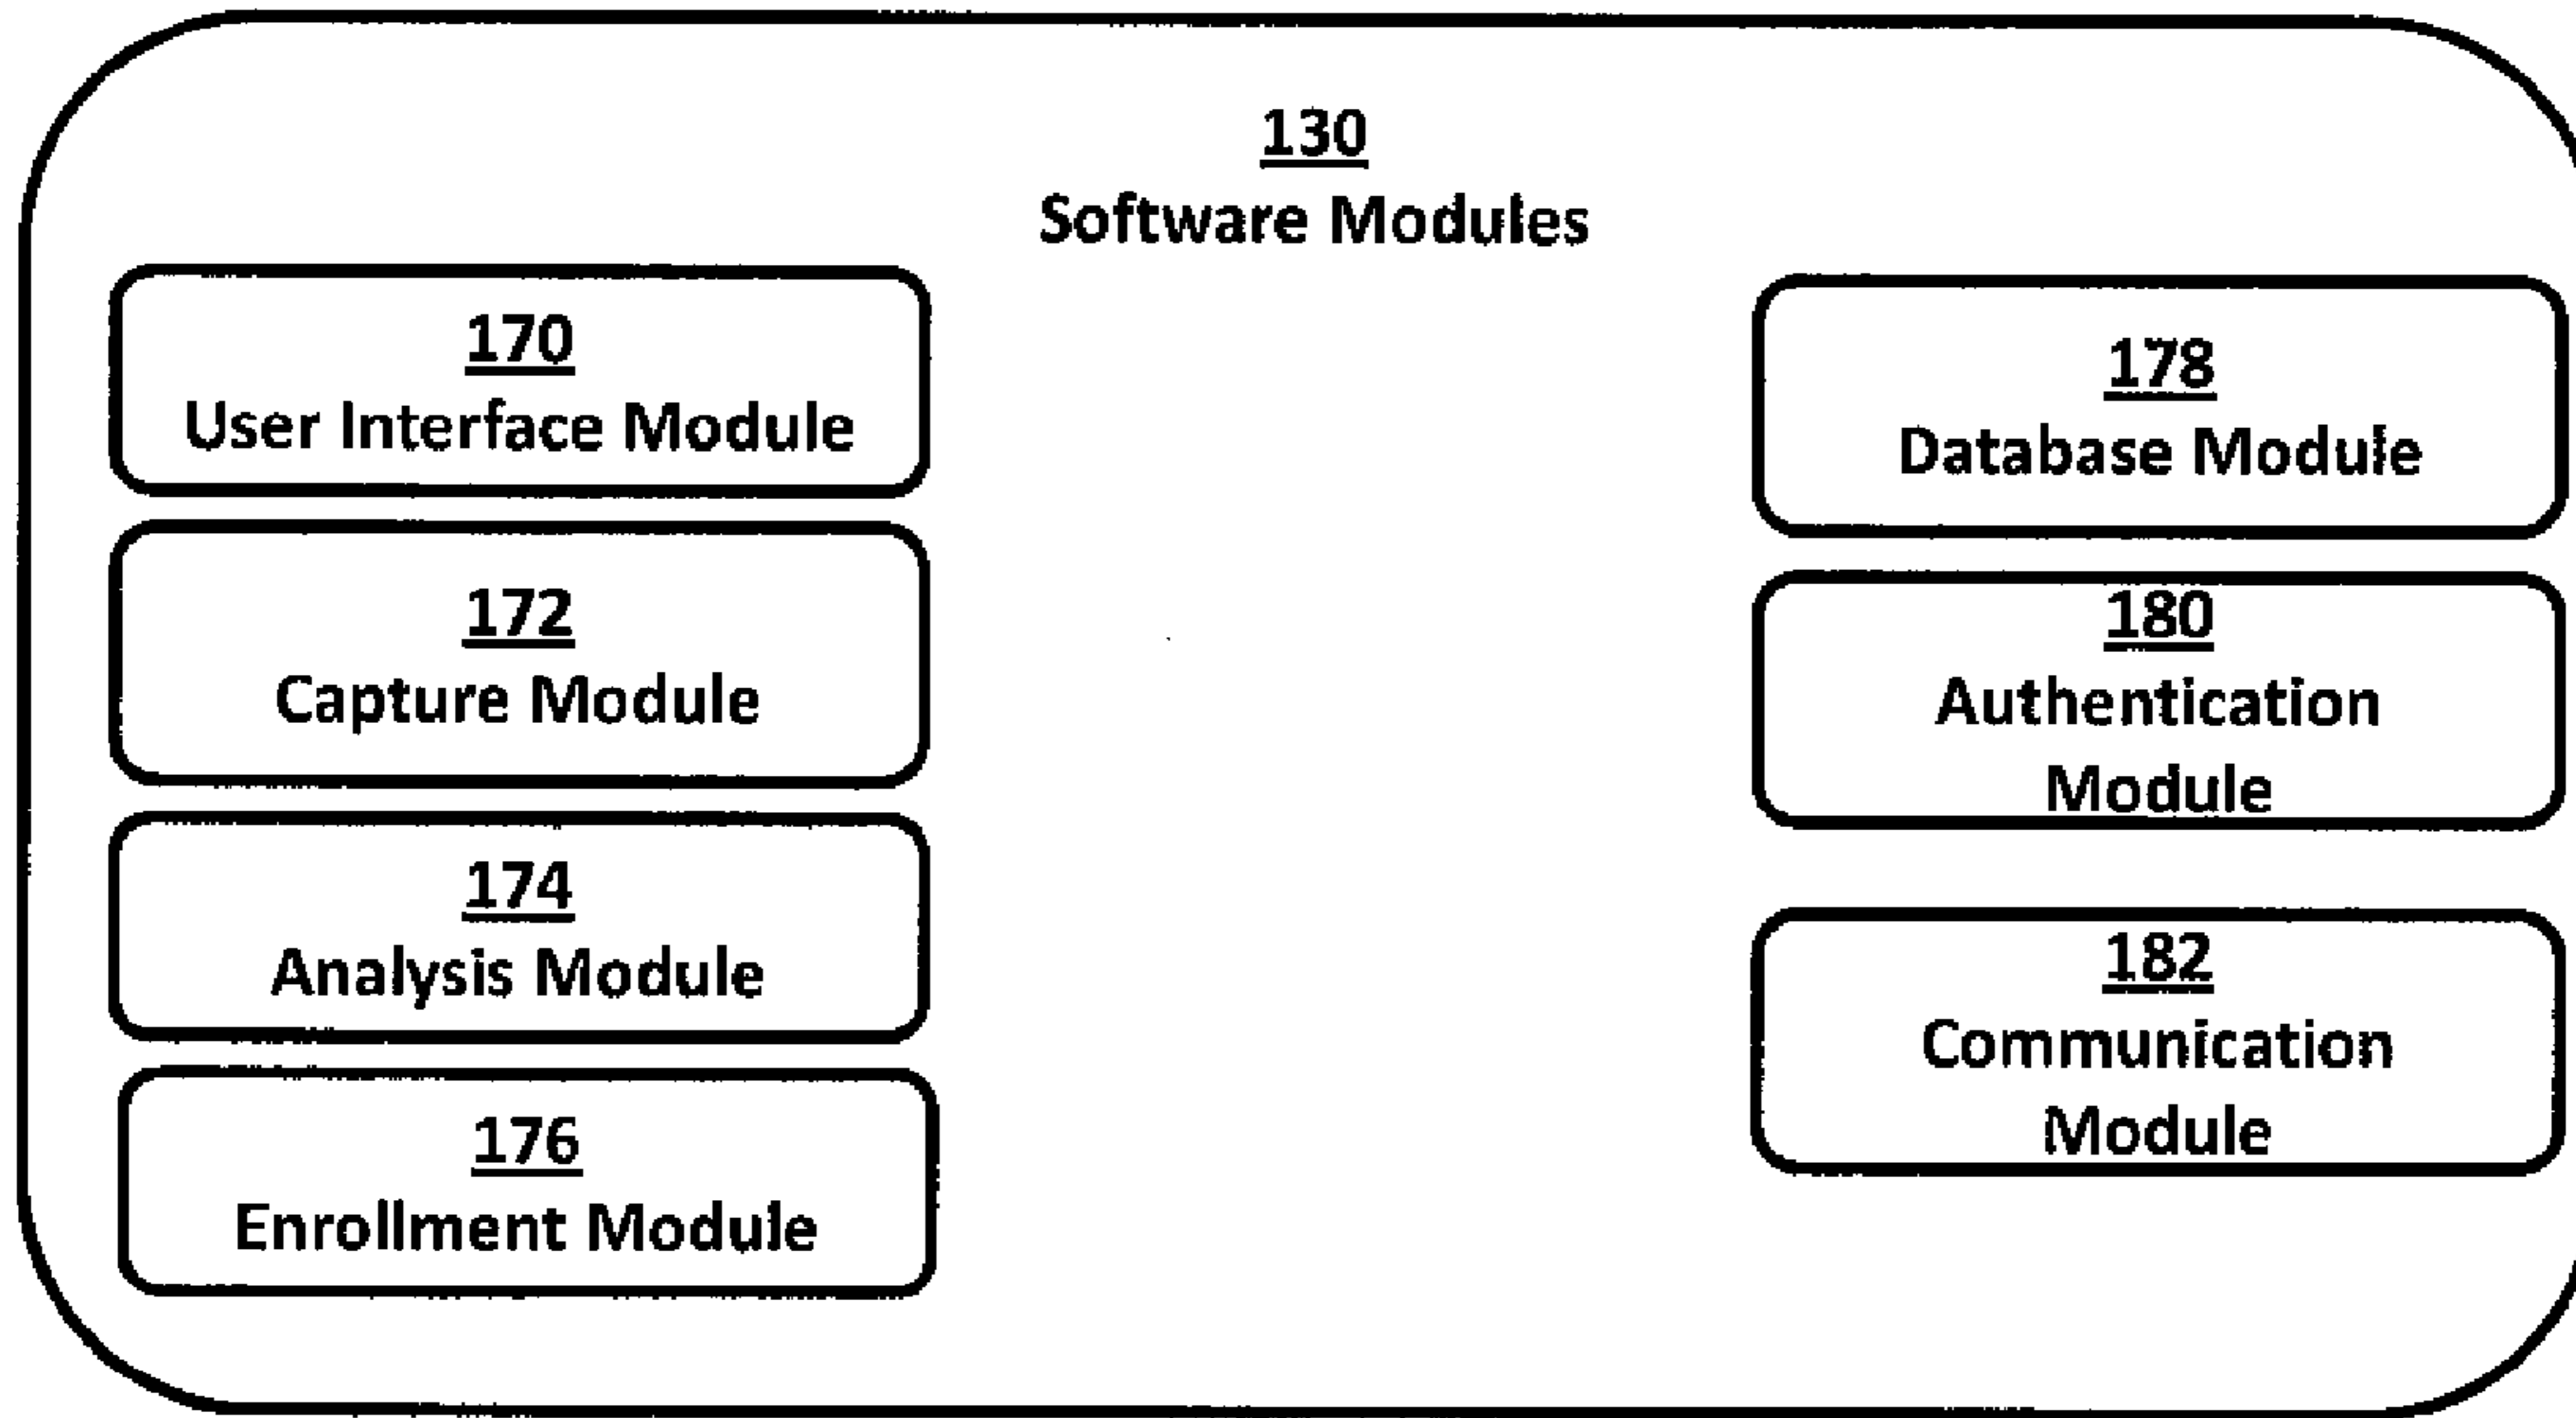 130
Software Modules
170
User Interface Module
172
Capture Module
174
Analysis Module
176
Enrollment Module
178
Database Module
180
Authentication
Module
182
Communication
Module